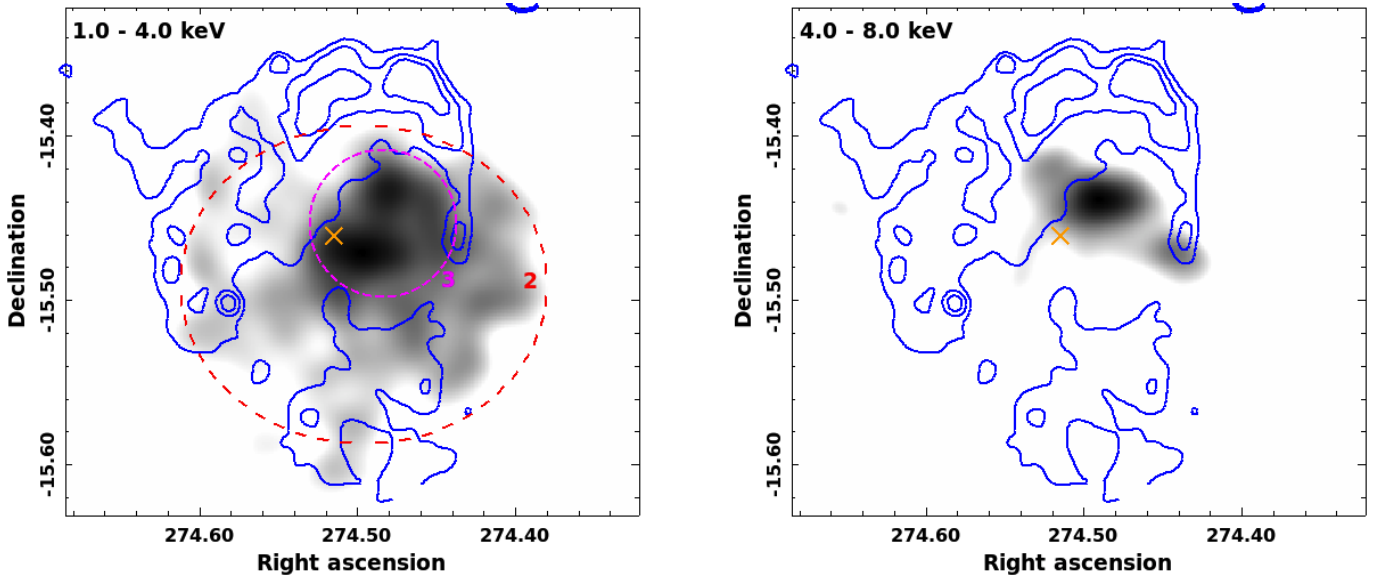 1.0 - 4.0 keV
Declination
-15.40
-15.50
-15.60
2
3
274.60
274.50
274.40
Right ascension
4.0 - 8.0 keV
Declination
-15.40
-15.50
-15.60
274.60
274.50
274.40
Right ascension